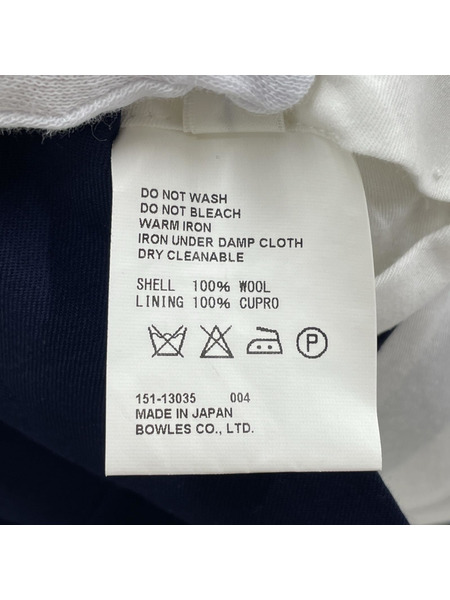 DO NOT WASH
DO NOT BLEACH
WARM IRON
IRON UNDER DAMP CLOTH
DRY CLEANABLE
SHELL 100% WOOL
LINING 100% CUPRO
P
151-13035 004
MADE IN JAPAN
BOWLES CO., LTD.